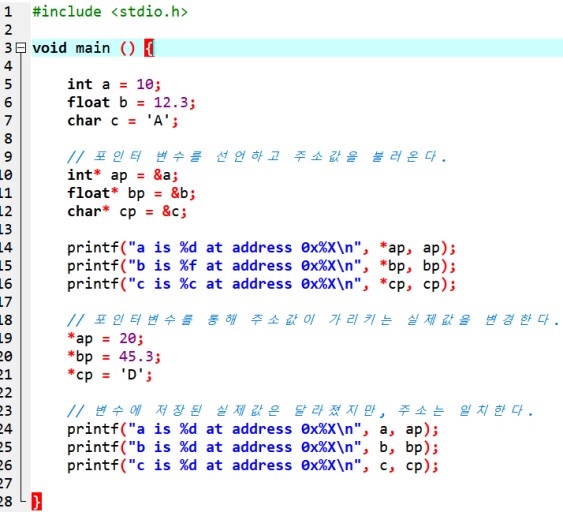 1 #include <stdio.h>
2
3 void main () {
4
5 int a = 10;
6 float b = 12.3;
7 char c = 'A';
8
9 // 포인터 변수를 선언하고 주소값을 불러온다.
10 int* ap = &a;
11 float* bp = &b;
12 char* cp = &c;
13
14 printf("a is %d at address 0x%X\n", *ap, ap);
15 printf("b is %f at address 0x%X\n", *bp, bp);
16 printf("c is %c at address 0x%X\n", *cp, cp);
17
18 // 포인터변수를 통해 주소값이 가리키는 실제값을 변경한다.
19 *ap = 20;
20 *bp = 45.3;
21 *cp = 'D';
22
23 // 변수에 저장된 실제값은 달라졌지만, 주소는 일치한다.
24 printf("a is %d at address 0x%X\n", a, ap);
25 printf("b is %d at address 0x%X\n", b, bp);
26 printf("c is %d at address 0x%X\n", c, cp);
27
28 }